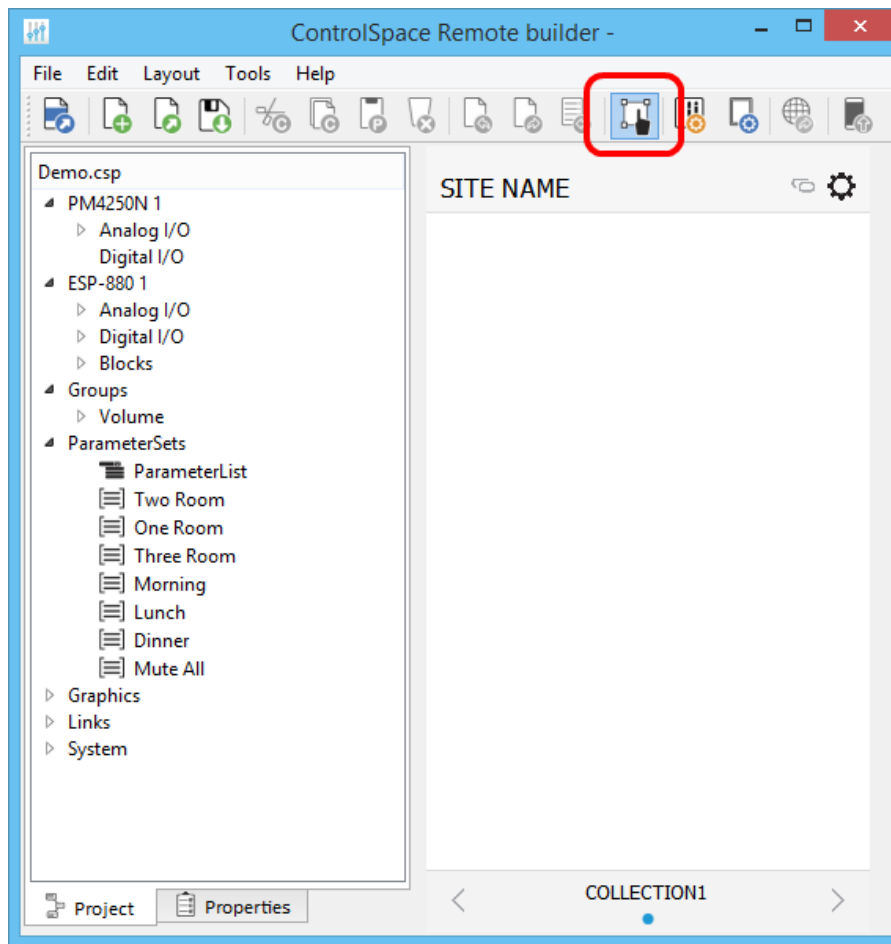 ControlSpace Remote builder -
File Edit Layout Tools Help
Demo.csp
PM4250N 1
Analog I/O
Digital I/O
ESP-880 1
Analog I/O
Digital I/O
Blocks
Groups
Volume
ParameterSets
ParameterList
Two Room
One Room
Three Room
Morning
Lunch
Dinner
Mute All
Graphics
Links
System
Project Properties
SITE NAME
COLLECTION1